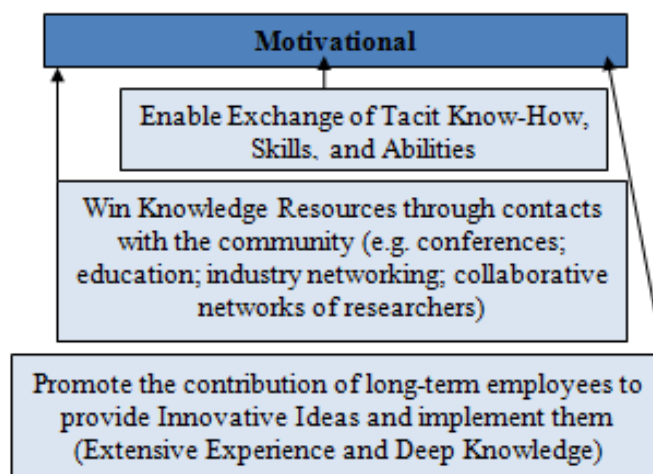 Motivational
Enable Exchange of Tacit Know-How,
Skills, and Abilities
Win Knowledge Resources through contacts
with the community (e.g. conferences;
education; industry networking; collaborative
networks of researchers)
Promote the contribution of long-term employees to
provide Innovative Ideas and implement them
(Extensive Experience and Deep Knowledge)